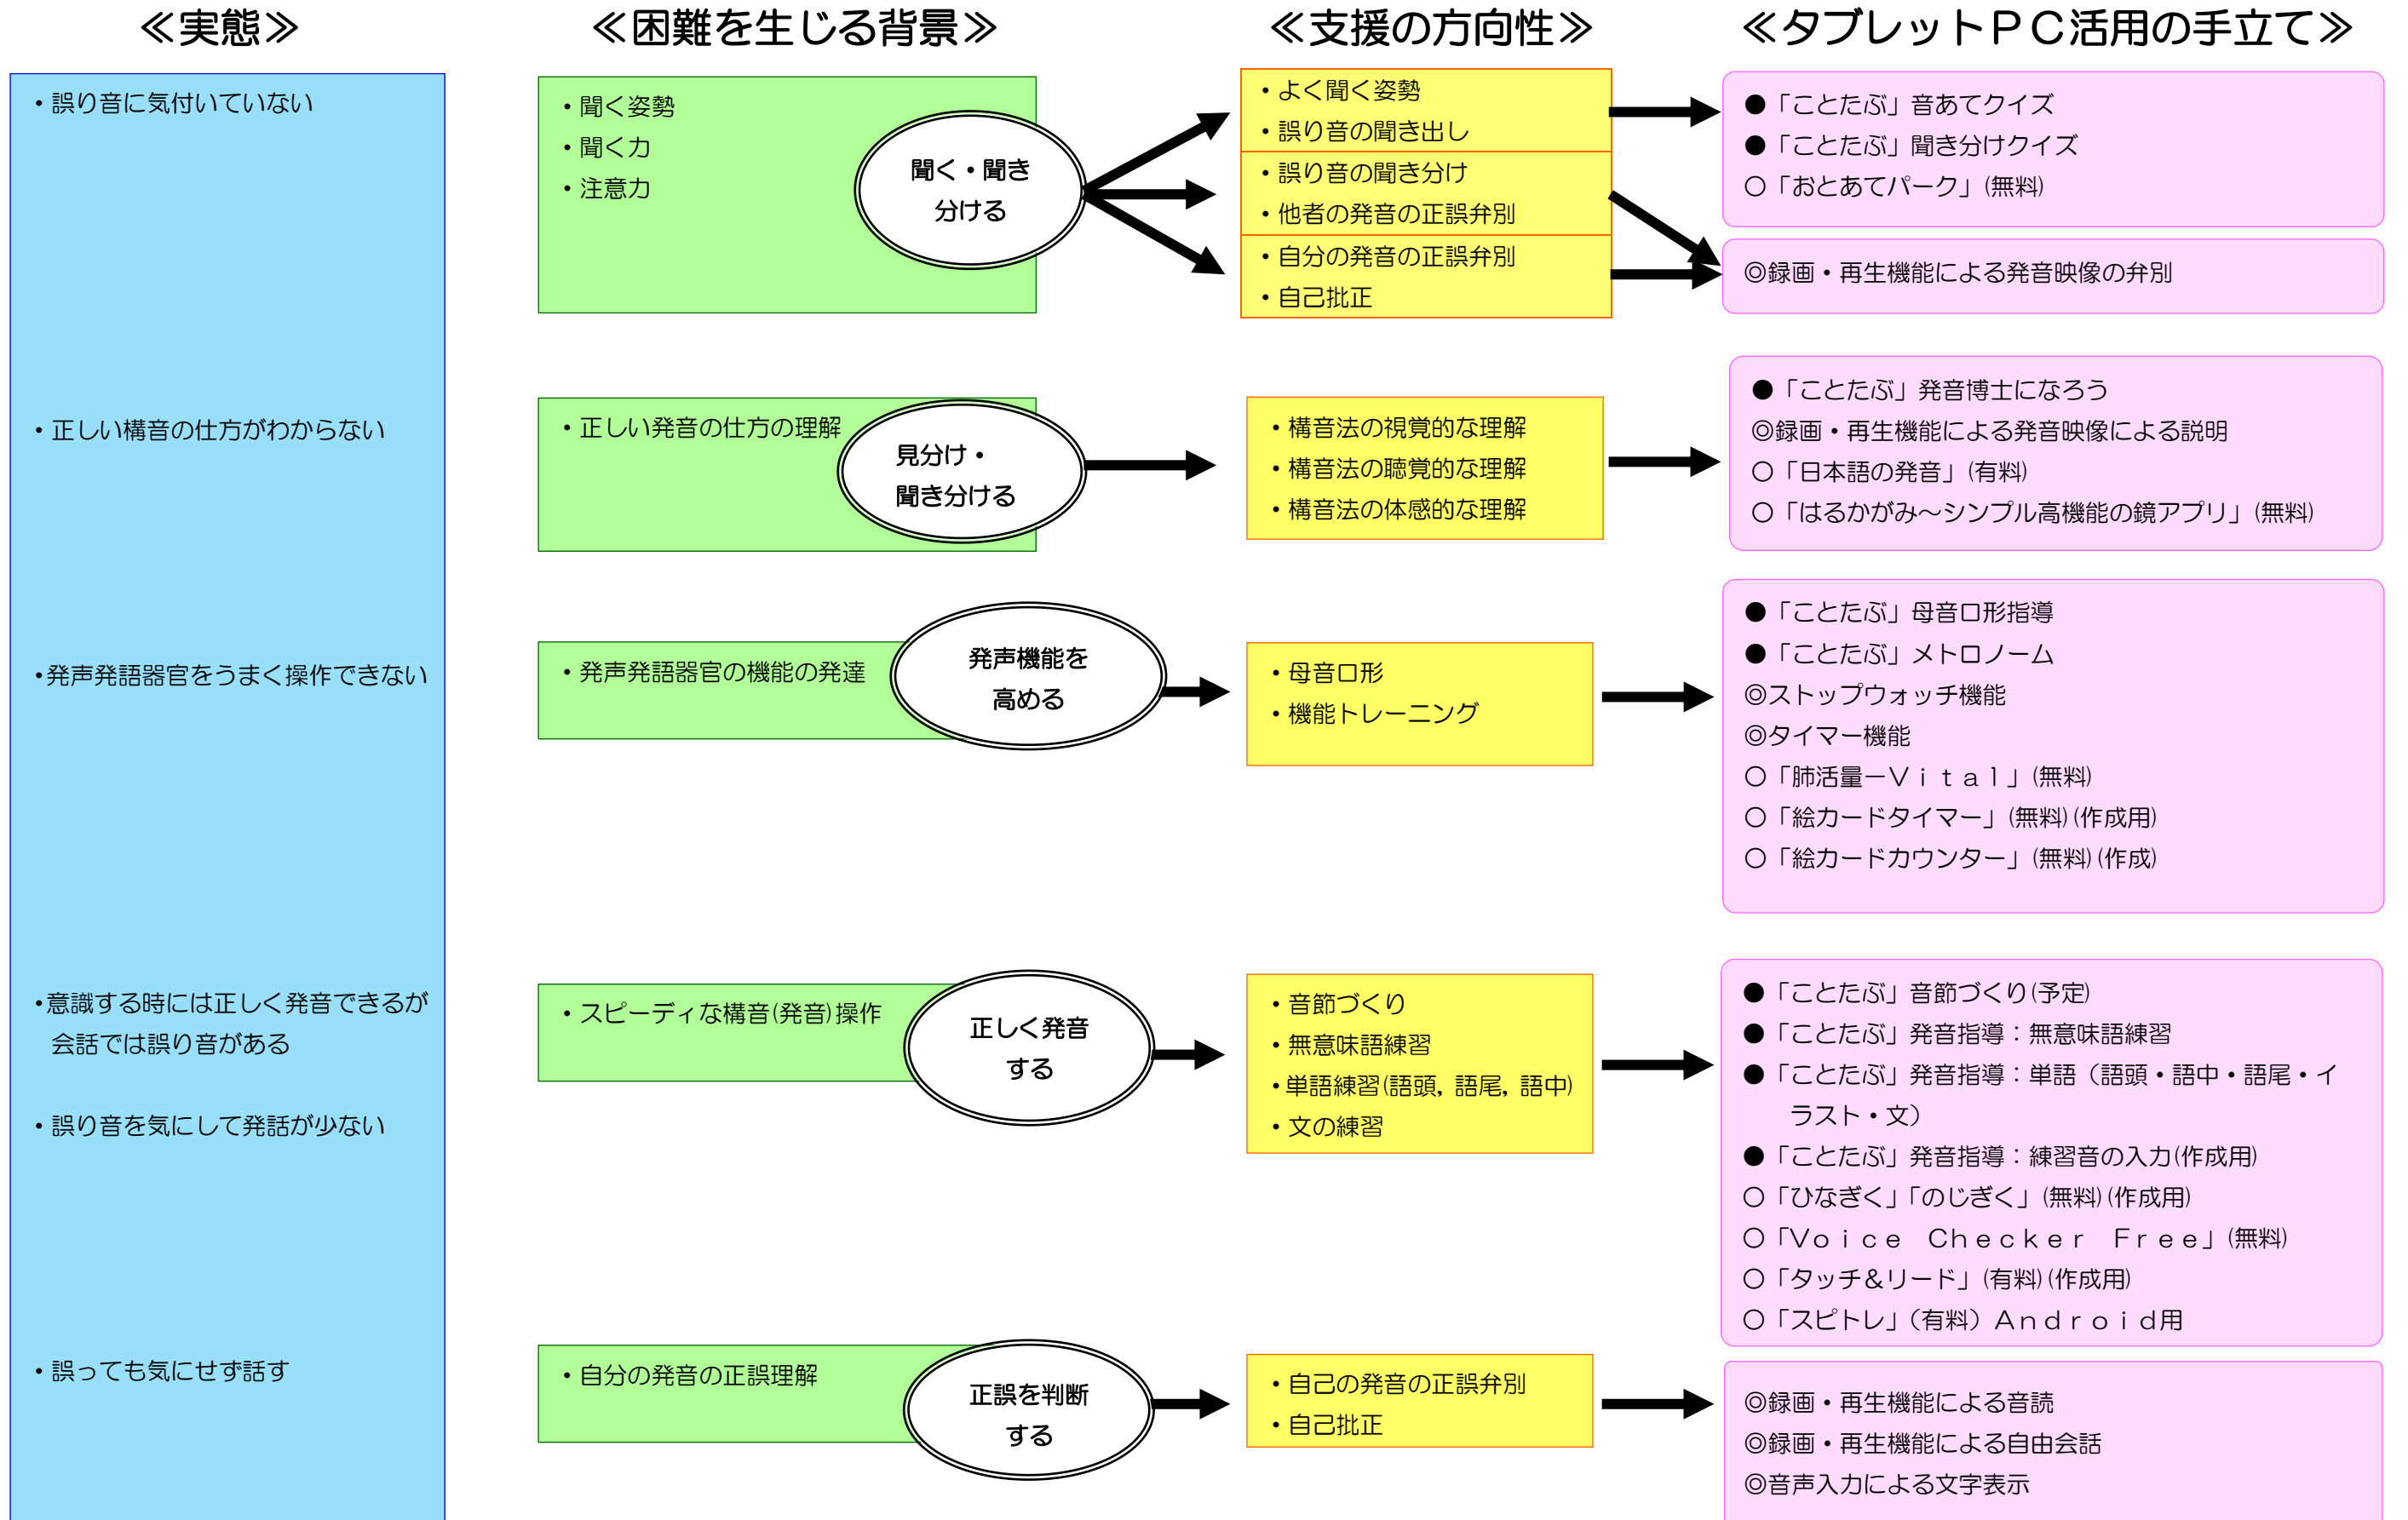 ≪実態≫
≪困難を生じる背景≫
≪支援の方向性≫
≪タブレットＰＣ活用の手立て≫
・誤り音に気付いていない
・聞く姿勢
・聞く力
・注意力
聞く・聞き
分ける
・よく聞く姿勢
・誤り音の聞き出し
・誤り音の聞き分け
・他者の発音の正誤弁別
・自分の発音の正誤弁別
・自己批正
●「ことたぶ」音あてクイズ
●「ことたぶ」聞き分けクイズ
○「おとあてパーク」(無料)
◎録画・再生機能による発音映像の弁別
・正しい構音の仕方がわからない
・正しい発音の仕方の理解
見分け・
聞き分ける
・構音法の視覚的な理解
・構音法の聴覚的な理解
・構音法の体感的な理解
●「ことたぶ」発音博士になろう
◎録画・再生機能による発音映像による説明
○「日本語の発音」(有料)
○「はるかがみ～シンプル高機能の鏡アプリ」(無料)
・発声発語器官をうまく操作できない
・発声発語器官の機能の発達
発声機能を
高める
・母音口形
・機能トレーニング
●「ことたぶ」母音口形指導
●「ことたぶ」メトロノーム
◎ストップウォッチ機能
◎タイマー機能
○「肺活量－Ｖｉｔａｌ」(無料)
○「絵カードタイマー」(無料)(作成用)
○「絵カードカウンター」(無料)(作成)
・意識する時には正しく発音できるが
会話では誤り音がある
・誤り音を気にして発話が少ない
・スピーディな構音(発音)操作
正しく発音
する
・音節づくり
・無意味語練習
・単語練習(語頭，語尾，語中)
・文の練習
●「ことたぶ」音節づくり(予定)
●「ことたぶ」発音指導：無意味語練習
●「ことたぶ」発音指導：単語（語頭・語中・語尾・イ
ラスト・文）
●「ことたぶ」発音指導：練習音の入力(作成用)
○「ひなぎく」「のじぎく」(無料)(作成用)
○「Ｖｏｉｃｅ　Ｃｈｅｃｋｅｒ　Ｆｒｅｅ」(無料)
○「タッチ＆リード」(有料)(作成用)
○「スピトレ」（有料）Ａｎｄｒｏｉｄ用
・誤っても気にせず話す
・自分の発音の正誤理解
正誤を判断
する
・自己の発音の正誤弁別
・自己批正
◎録画・再生機能による音読
◎録画・再生機能による自由会話
◎音声入力による文字表示